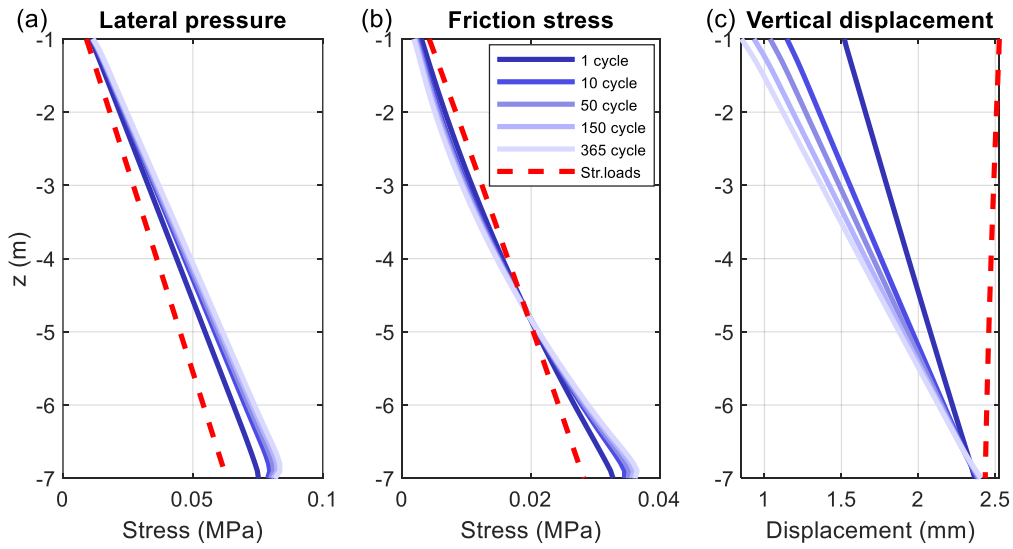 (a) Lateral pressure
-1
-2
-3
-4
-5
-6
-7
z (m)
0
0.05
0.1
Stress (MPa)
(b) Friction stress
-1
-2
-3
-4
-5
-6
-7
0
0.02
0.04
Stress (MPa)
1 cycle
10 cycle
50 cycle
150 cycle
365 cycle
Str.loads
(c) Vertical displacement
-1
-2
-3
-4
-5
-6
-7
1
1.5
2
2.5
Displacement (mm)